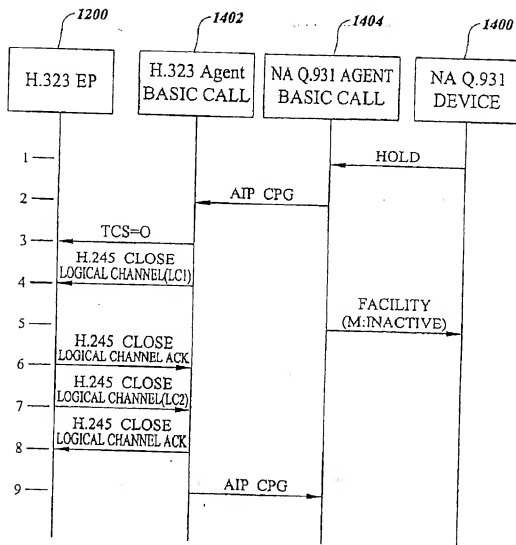 1200
1402
1404
1400
H.323 EP
H.323 Agent
BASIC CALL
NA Q.931 AGENT
BASIC CALL
NA Q.931
DEVICE
1
HOLD
2
AIP CPG
3
TCS=O
H.245 CLOSE
LOGICAL CHANNEL(LC1)
4
5
FACILITY
(M:INACTIVE)
H.245 CLOSE
LOGICAL CHANNEL ACK
6
H.245 CLOSE
LOGICAL CHANNEL(LC2)
7
H.245 CLOSE
LOGICAL CHANNEL ACK
8
9
AIP CPG